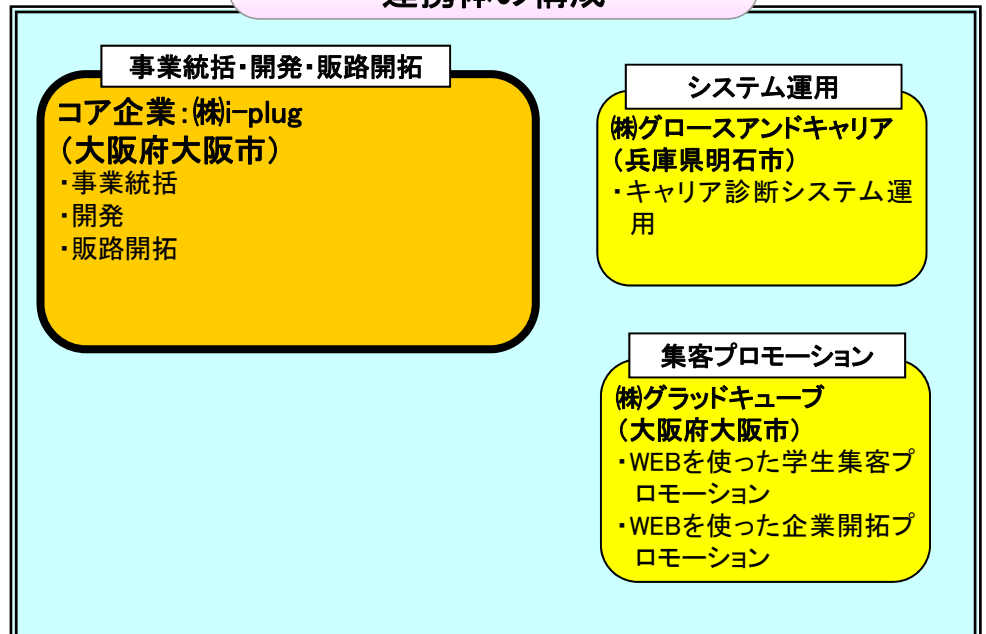 連携体の構成
事業統括・開発・販路開拓
コア企業：㈱i-plug
（大阪府大阪市）
・事業統括
・開発
・販路開拓
システム運用
㈱グロースアンドキャリア
（兵庫県明石市）
・キャリア診断システム運
用
集客プロモーション
㈱グラッドキューブ
（大阪府大阪市）
・WEBを使った学生集客プ
ロモーション
・WEBを使った企業開拓プ
ロモーション